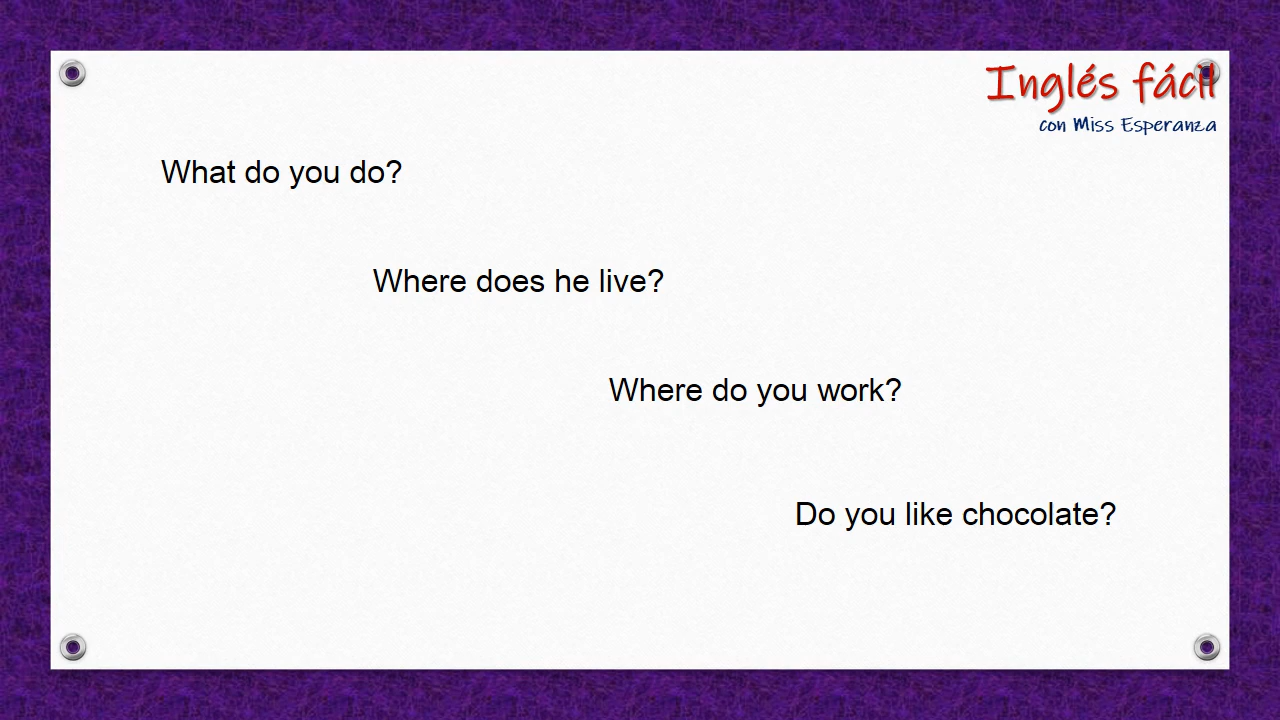 Inglés fácil
con Miss Esperanza
What do you do?
Where does he live?
Where do you work?
Do you like chocolate?